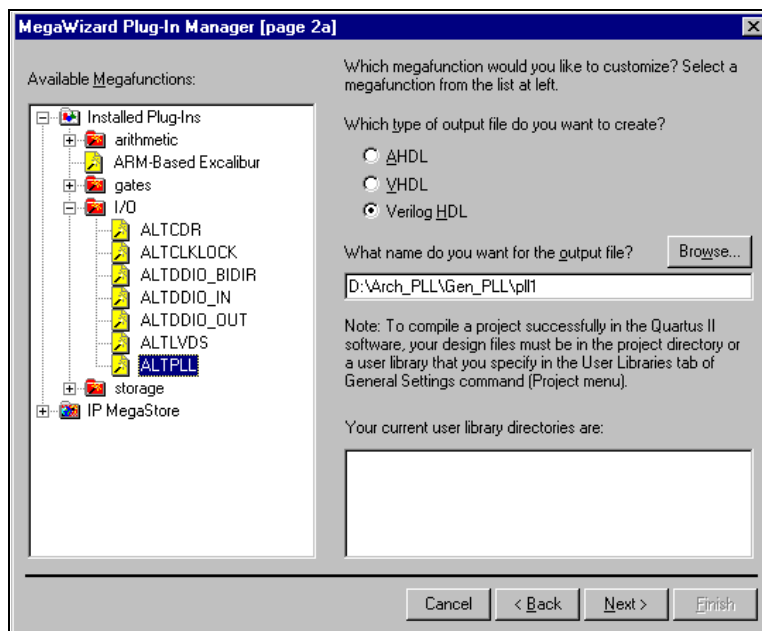 MegaWizard Plug-In Manager [page 2a]
Available Megafunctions:
Installed Plug-Ins
arithmetic
ARM-Based Excalibur
gates
I/O
ALTCDR
ALTCLKLOCK
ALTDDIO_BIDIR
ALTDDIO_IN
ALTDDIO_OUT
ALTLVDS
ALTPLL
storage
IP MegaStore
Which megafunction would you like to customize? Select a
megafunction from the list at left.
Which type of output file do you want to create?
AHDL
VHDL
Verilog HDL
What name do you want for the output file?
Browse...
D:\Arch_PLL\Gen_PLL\pll1
Note: To compile a project successfully in the Quartus II
software, your design files must be in the project directory or
a user library that you specify in the User Libraries tab of
General Settings command (Project menu).
Your current user library directories are:
Cancel
< Back
Next >
Finish